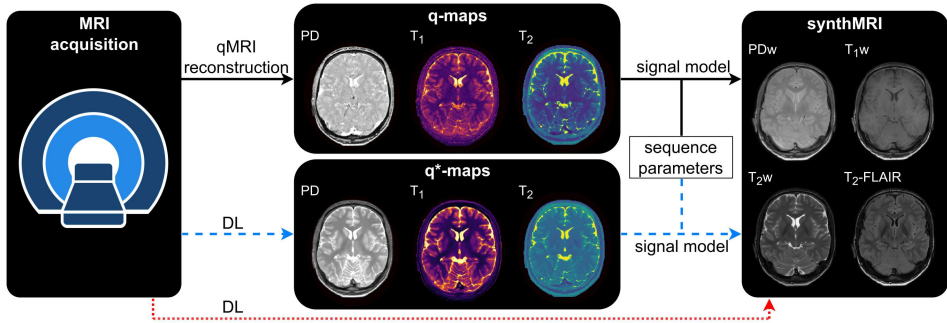 MRI
acquisition
qMRI
reconstruction
q-maps
PD
T₁
T₂
signal model
sequence
parameters
synthMRI
PDw
T₁w
T₂w
T₂-FLAIR
DL
q*-maps
PD
T₁
T₂
signal model
DL